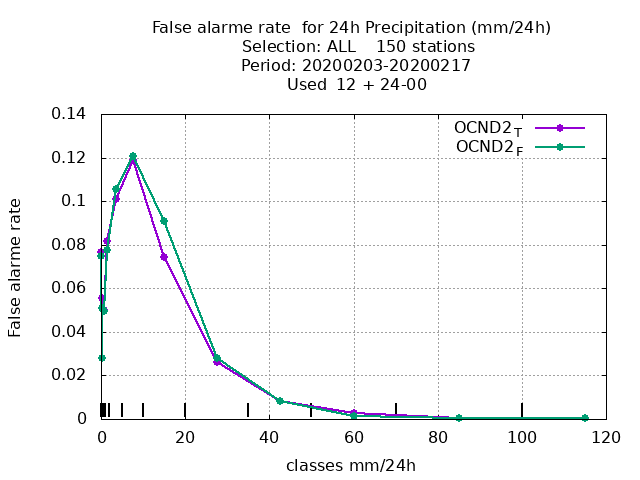 False alarme rate  for 24h Precipitation (mm/24h)
Selection: ALL    150 stations
Period: 20200203-20200217
Used  12 + 24-00
OCND2_T
OCND2_F
False alarme rate
0.14
0.12
0.1
0.08
0.06
0.04
0.02
0
0 20 40 60 80 100 120
classes mm/24h